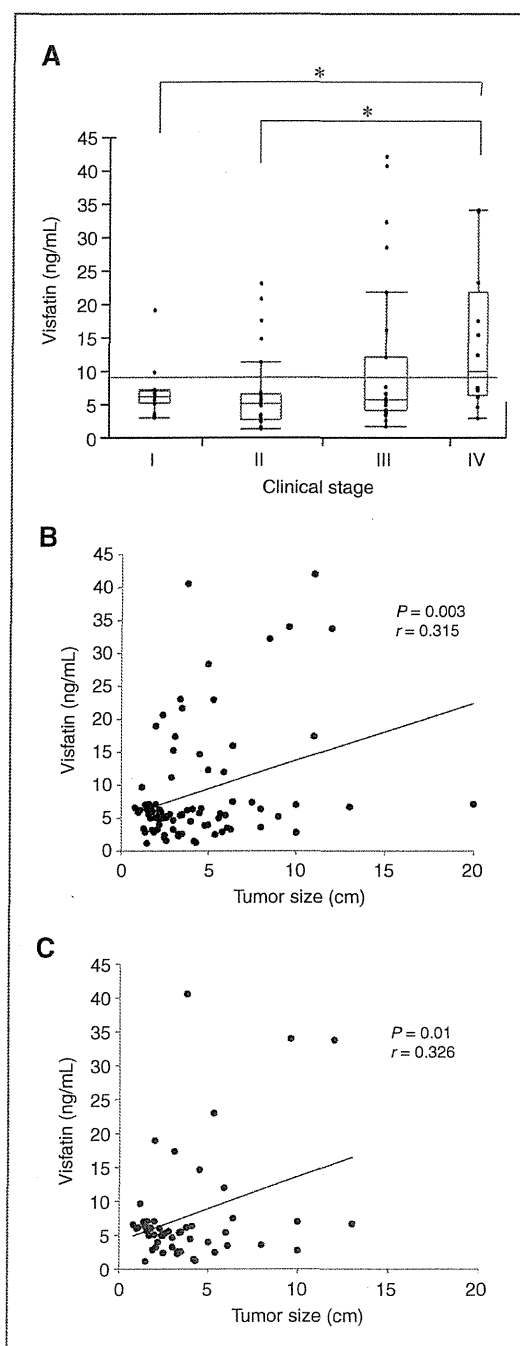 A
*
*
45
40
35
30
25
20
15
10
5
0
Visfatin (ng/mL)
I
II
III
IV
Clinical stage
B
45
40
35
30
25
20
15
10
5
0
Visfatin (ng/mL)
P = 0.003
r = 0.315
0
5
10
15
20
Tumor size (cm)
C
45
40
35
30
25
20
15
10
5
0
Visfatin (ng/mL)
P = 0.01
r = 0.326
0
5
10
15
20
Tumor size (cm)